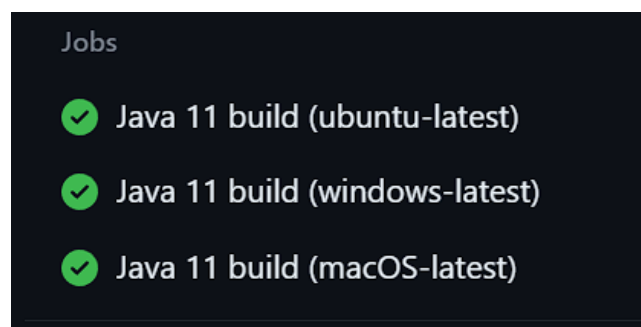 Jobs
Java 11 build (ubuntu-latest)
Java 11 build (windows-latest)
Java 11 build (macOS-latest)